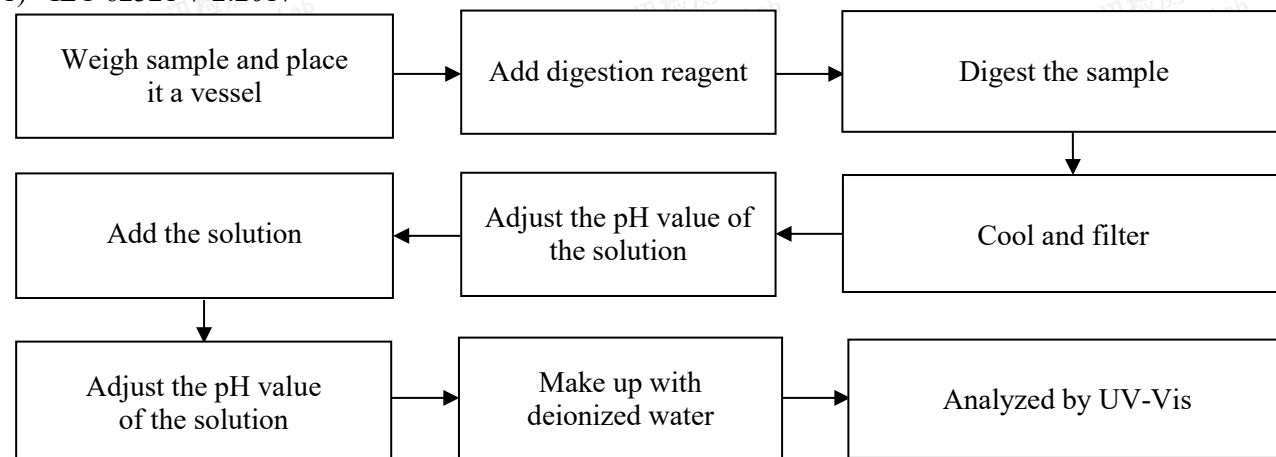 Weigh sample and place
it a vessel
Add digestion reagent
Digest the sample
Cool and filter
Adjust the pH value of
the solution
Add the solution
Adjust the pH value
of the solution
Make up with
deionized water
Analyzed by UV-Vis